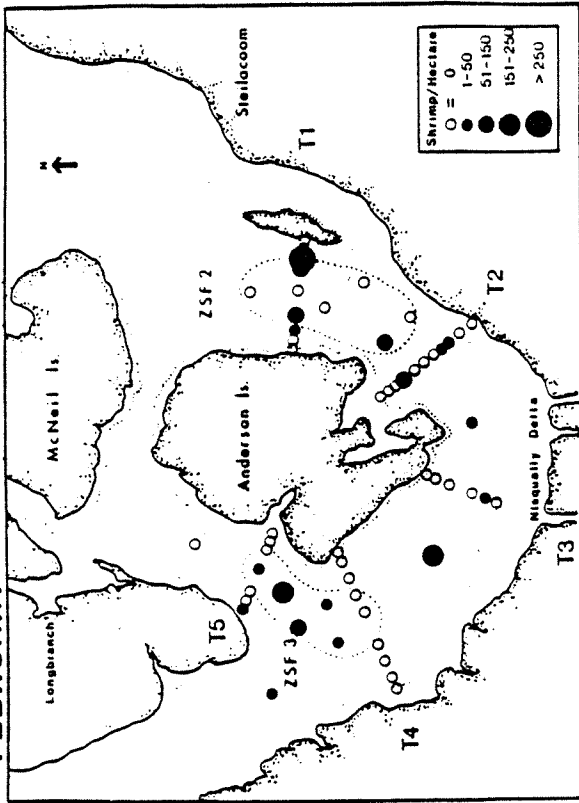 McNeil Is.
Longbranch
Steilacoom
N
Anderson Is.
ZSF 2
ZSF 3
T1
T2
T3
T4
T5
Nisqually Delta
Shrimp/Hectare
= 0
1-50
51-150
151-250
> 250